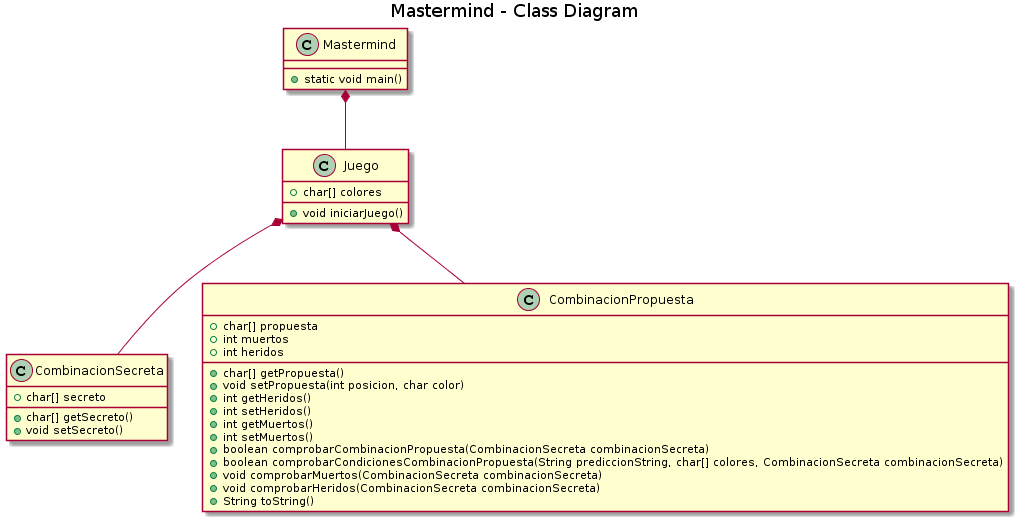 Mastermind - Class Diagram
C Mastermind
static void main()
C Juego
char[] colores
void iniciarJuego()
C CombinacionSecreta
char[] secreto
char[] getSecreto()
void setSecreto()
C CombinacionPropuesta
char[] propuesta
int muertos
int heridos
char[] getPropuesta()
void setPropuesta(int posicion, char color)
int getHeridos()
int setHeridos()
int getMuertos()
int setMuertos()
boolean comprobarCombinacionPropuesta(CombinacionSecreta combinacionSecreta)
boolean comprobarCondicionesCombinacionPropuesta(String prediccionString, char[] colores, CombinacionSecreta combinacionSecreta)
void comprobarMuertos(CombinacionSecreta combinacionSecreta)
void comprobarHeridos(CombinacionSecreta combinacionSecreta)
String toString()